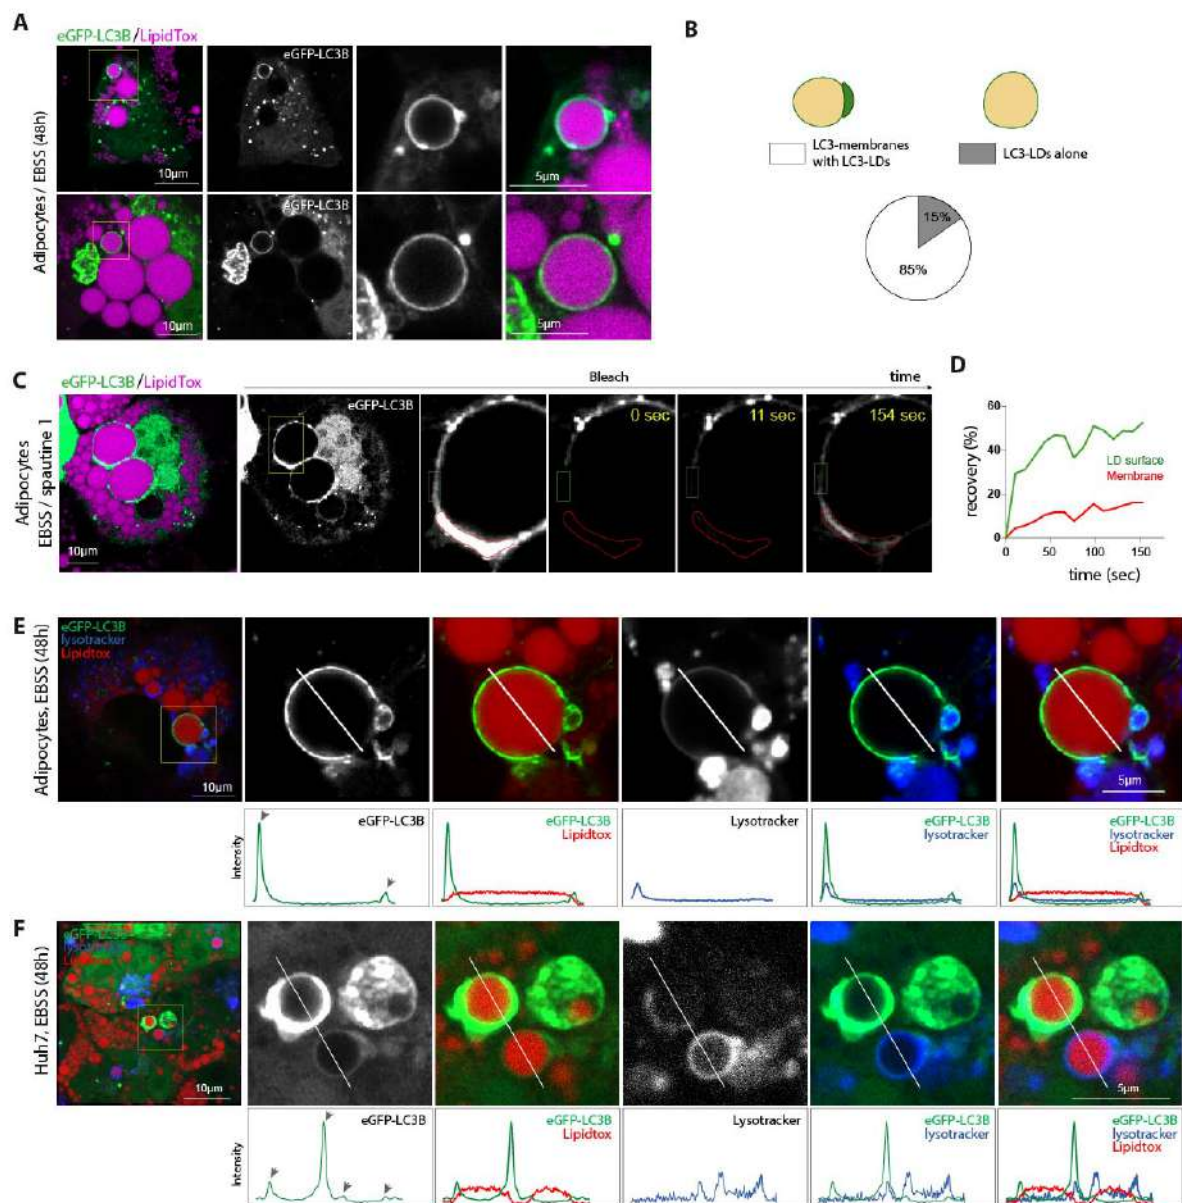 A
eGFP-LC3B/LipidTox
Adipocytes / EBSS (48h)
eGFP-LC3B
10µm
5µm
eGFP-LC3B
10µm
5µm
B
LC3-membranes
with LC3-LDs
LC3-LDs alone
15%
85%
C
eGFP-LC3B/LipidTox
Bleach
time
Adipocytes
EBSS / spautine 1
eGFP-LC3B
0 sec
11 sec
154 sec
10µm
D
recovery (%)
60
40
20
0
LD surface
Membrane
0
50
100
150
time (sec)
E
Adipocytes, EBSS (48h)
eGFP-LC3B
lysotracker
Lipidtox
10µm
5µm
Intensity
eGFP-LC3B
eGFP-LC3B
Lipidtox
Lysotracker
eGFP-LC3B
lysotracker
eGFP-LC3B
lysotracker
Lipidtox
F
Huh7, EBSS (48h)
eGFP-LC3B
10µm
5µm
Intensity
eGFP-LC3B
eGFP-LC3B
Lipidtox
Lysotracker
eGFP-LC3B
lysotracker
eGFP-LC3B
lysotracker
Lipidtox